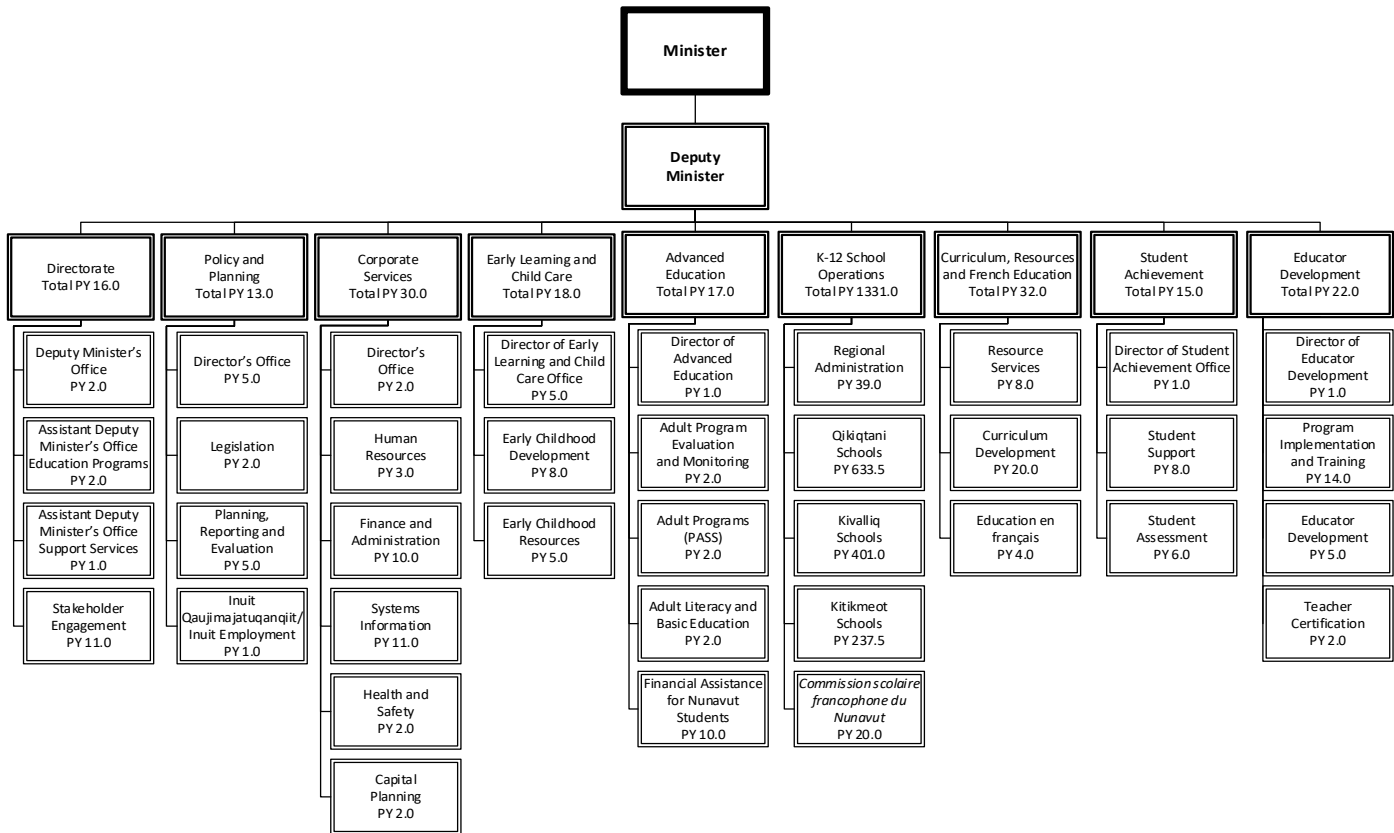 Minister
Deputy
Minister
Directorate
Total PY 16.0
Deputy Minister's
Office
PY 2.0
Assistant Deputy
Minister's Office
Education Programs
PY 2.0
Assistant Deputy
Minister's Office
Support Services
PY 1.0
Stakeholder
Engagement
PY 11.0
Policy and
Planning
Total PY 13.0
Director's Office
PY 5.0
Legislation
PY 2.0
Planning,
Reporting and
Evaluation
PY 5.0
Inuit
Qaujimajatuqanqiit/
Inuit Employment
PY 1.0
Corporate
Services
Total PY 30.0
Director's
Office
PY 2.0
Human
Resources
PY 3.0
Finance and
Administration
PY 10.0
Systems
Information
PY 11.0
Health and
Safety
PY 2.0
Capital
Planning
PY 2.0
Early Learning and
Child Care
Total PY 18.0
Director of Early
Learning and Child
Care Office
PY 5.0
Early Childhood
Development
PY 8.0
Early Childhood
Resources
PY 5.0
Advanced
Education
Total PY 17.0
Director of
Advanced
Education
PY 1.0
Adult Program
Evaluation
and Monitoring
PY 2.0
Adult Programs
(PASS)
PY 2.0
Adult Literacy and
Basic Education
PY 2.0
Financial Assistance
for Nunavut
Students
PY 10.0
K-12 School
Operations
Total PY 1331.0
Regional
Administration
PY 39.0
Qikiqtani
Schools
PY 633.5
Kivalliq
Schools
PY 401.0
Kitikmeot
Schools
PY 237.5
Commission scolaire
francophone du
Nunavut
PY 20.0
Curriculum, Resources
and French Education
Total PY 32.0
Resource
Services
PY 8.0
Curriculum
Development
PY 20.0
Education en
français
PY 4.0
Student
Achievement
Total PY 15.0
Director of Student
Achievement Office
PY 1.0
Student
Support
PY 8.0
Student
Assessment
PY 6.0
Educator
Development
Total PY 22.0
Director of
Educator
Development
PY 1.0
Program
Implementation
and Training
PY 14.0
Educator
Development
PY 5.0
Teacher
Certification
PY 2.0